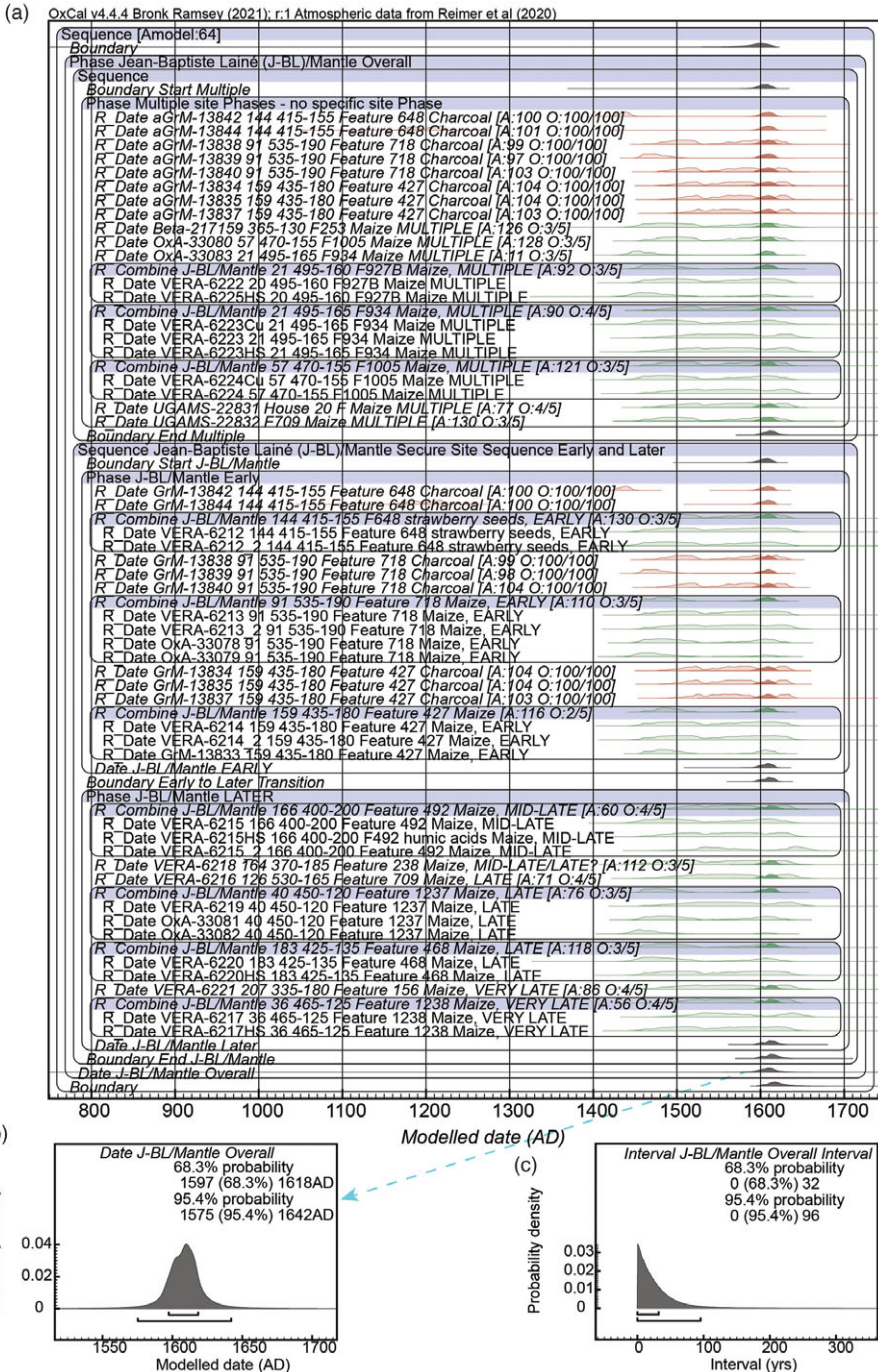 (a)
OxCal v4.4.4 Bronk Ramsey (2021); r:1 Atmospheric data from Reimer et al (2020)
Sequence [Amodel:64]
Boundary
Phase Jean-Baptiste Lainé (J-BL)/Mantle Overall
Sequence
Boundary Start Multiple
Phase Multiple site Phases - no specific site Phase
R_Date aGrM-13842 144 415-155 Feature 648 Charcoal [A:100 O:100/100]
R_Date aGrM-13844 144 415-155 Feature 648 Charcoal [A:101 O:100/100]
R_Date aGrM-13838 91 535-190 Feature 718 Charcoal [A:99 O:100/100]
R_Date aGrM-13839 91 535-190 Feature 718 Charcoal [A:97 O:100/100]
R_Date aGrM-13840 91 535-190 Feature 718 Charcoal [A:103 O:100/100]
R_Date aGrM-13834 159 435-180 Feature 427 Charcoal [A:104 O:100/100]
R_Date aGrM-13835 159 435-180 Feature 427 Charcoal [A:104 O:100/100]
R_Date aGrM-13837 159 435-180 Feature 427 Charcoal [A:103 O:100/100]
R_Date Beta-217159 365-130 F253 Maize MULTIPLE [A:126 O:3/5]
R_Date OxA-33080 57 470-155 F1005 Maize MULTIPLE [A:128 O:3/5]
R_Date OxA-33083 21 495-165 F934 Maize MULTIPLE [A:11 O:3/5]
R_Combine J-BL/Mantle 21 495-160 F927B Maize, MULTIPLE [A:92 O:3/5]
R_Date VERA-6222 20 495-160 F927B Maize MULTIPLE
R_Date VERA-6225HS 20 495-160 F927B Maize MULTIPLE
R_Combine J-BL/Mantle 21 495-165 F934 Maize, MULTIPLE [A:90 O:4/5]
R_Date VERA-6223Cu 21 495-165 F934 Maize MULTIPLE
R_Date VERA-6223 21 495-165 F934 Maize MULTIPLE
R_Date VERA-6223HS 21 495-165 F934 Maize MULTIPLE
R_Combine J-BL/Mantle 57 470-155 F1005 Maize, MULTIPLE [A:121 O:3/5]
R_Date VERA-6224Cu 57 470-155 F1005 Maize MULTIPLE
R_Date VERA-6224 57 470-155 F1005 Maize MULTIPLE
R_Date UGAMS-22831 House 20 F Maize MULTIPLE [A:77 O:4/5]
R_Date UGAMS-22832 F709 Maize MULTIPLE [A:130 O:3/5]
Boundary End Multiple
Sequence Jean-Baptiste Lainé (J-BL)/Mantle Secure Site Sequence Early and Later
Boundary Start J-BL/Mantle
Phase J-BL/Mantle Early
R_Date GrM-13842 144 415-155 Feature 648 Charcoal [A:100 O:100/100]
R_Date GrM-13844 144 415-155 Feature 648 Charcoal [A:100 O:100/100]
R_Combine J-BL/Mantle 144 415-155 F648 strawberry seeds, EARLY [A:130 O:3/5]
R_Date VERA-6212 144 415-155 Feature 648 strawberry seeds, EARLY
R_Date VERA-6212_2 144 415-155 Feature 648 strawberry seeds, EARLY
R_Date GrM-13838 91 535-190 Feature 718 Charcoal [A:99 O:100/100]
R_Date GrM-13839 91 535-190 Feature 718 Charcoal [A:98 O:100/100]
R_Date GrM-13840 91 535-190 Feature 718 Charcoal [A:104 O:100/100]
R_Combine J-BL/Mantle 91 535-190 Feature 718 Maize, EARLY [A:110 O:3/5]
R_Date VERA-6213 91 535-190 Feature 718 Maize, EARLY
R_Date VERA-6213_2 91 535-190 Feature 718 Maize, EARLY
R_Date OxA-33078 91 535-190 Feature 718 Maize, EARLY
R_Date OxA-33079 91 535-190 Feature 718 Maize, EARLY
R_Date GrM-13834 159 435-180 Feature 427 Charcoal [A:104 O:100/100]
R_Date GrM-13835 159 435-180 Feature 427 Charcoal [A:104 O:100/100]
R_Date GrM-13837 159 435-180 Feature 427 Charcoal [A:103 O:100/100]
R_Combine J-BL/Mantle 159 435-180 Feature 427 Maize [A:116 O:2/5]
R_Date VERA-6214 159 435-180 Feature 427 Maize, EARLY
R_Date VERA-6214_2 159 435-180 Feature 427 Maize, EARLY
R_Date GrM-13833 159 435-180 Feature 427 Maize, EARLY
Date J-BL/Mantle EARLY
Boundary Early to Later Transition
Phase J-BL/Mantle LATER
R_Combine J-BL/Mantle 166 400-200 Feature 492 Maize, MID-LATE [A:60 O:4/5]
R_Date VERA-6215 166 400-200 Feature 492 Maize, MID-LATE
R_Date VERA-6215HS 166 400-200 F492 humic acids Maize, MID-LATE
R_Date VERA-6215_2 166 400-200 Feature 492 Maize, MID-LATE
R_Date VERA-6218 164 370-185 Feature 238 Maize, MID-LATE/LATE? [A:112 O:3/5]
R_Date VERA-6216 126 530-165 Feature 709 Maize, LATE [A:71 O:4/5]
R_Combine J-BL/Mantle 40 450-120 Feature 1237 Maize, LATE [A:76 O:3/5]
R_Date VERA-6219 40 450-120 Feature 1237 Maize, LATE
R_Date OxA-33081 40 450-120 Feature 1237 Maize, LATE
R_Date OxA-33082 40 450-120 Feature 1237 Maize, LATE
R_Combine J-BL/Mantle 183 425-135 Feature 468 Maize, LATE [A:118 O:3/5]
R_Date VERA-6220 183 425-135 Feature 468 Maize, LATE
R_Date VERA-6220HS 183 425-135 Feature 468 Maize, LATE
R_Date VERA-6221 207 335-180 Feature 156 Maize, VERY LATE [A:86 O:4/5]
R_Combine J-BL/Mantle 36 465-125 Feature 1238 Maize, VERY LATE [A:56 O:4/5]
R_Date VERA-6217 36 465-125 Feature 1238 Maize, VERY LATE
R_Date VERA-6217HS 36 465-125 Feature 1238 Maize, VERY LATE
Date J-BL/Mantle Later
Boundary End J-BL/Mantle
Date J-BL/Mantle Overall
Boundary
800 900 1000 1100 1200 1300 1400 1500 1600 1700
Modelled date (AD)
Date J-BL/Mantle Overall
68.3% probability
1597 (68.3%) 1618AD
95.4% probability
1575 (95.4%) 1642AD
0.04
0.02
0
1550 1600 1650 1700
Modelled date (AD)
(c)
Interval J-BL/Mantle Overall Interval
68.3% probability
0 (68.3%) 32
95.4% probability
0 (95.4%) 96
Probability density
0.03
0.02
0.01
0
0 100 200 300
Interval (yrs)